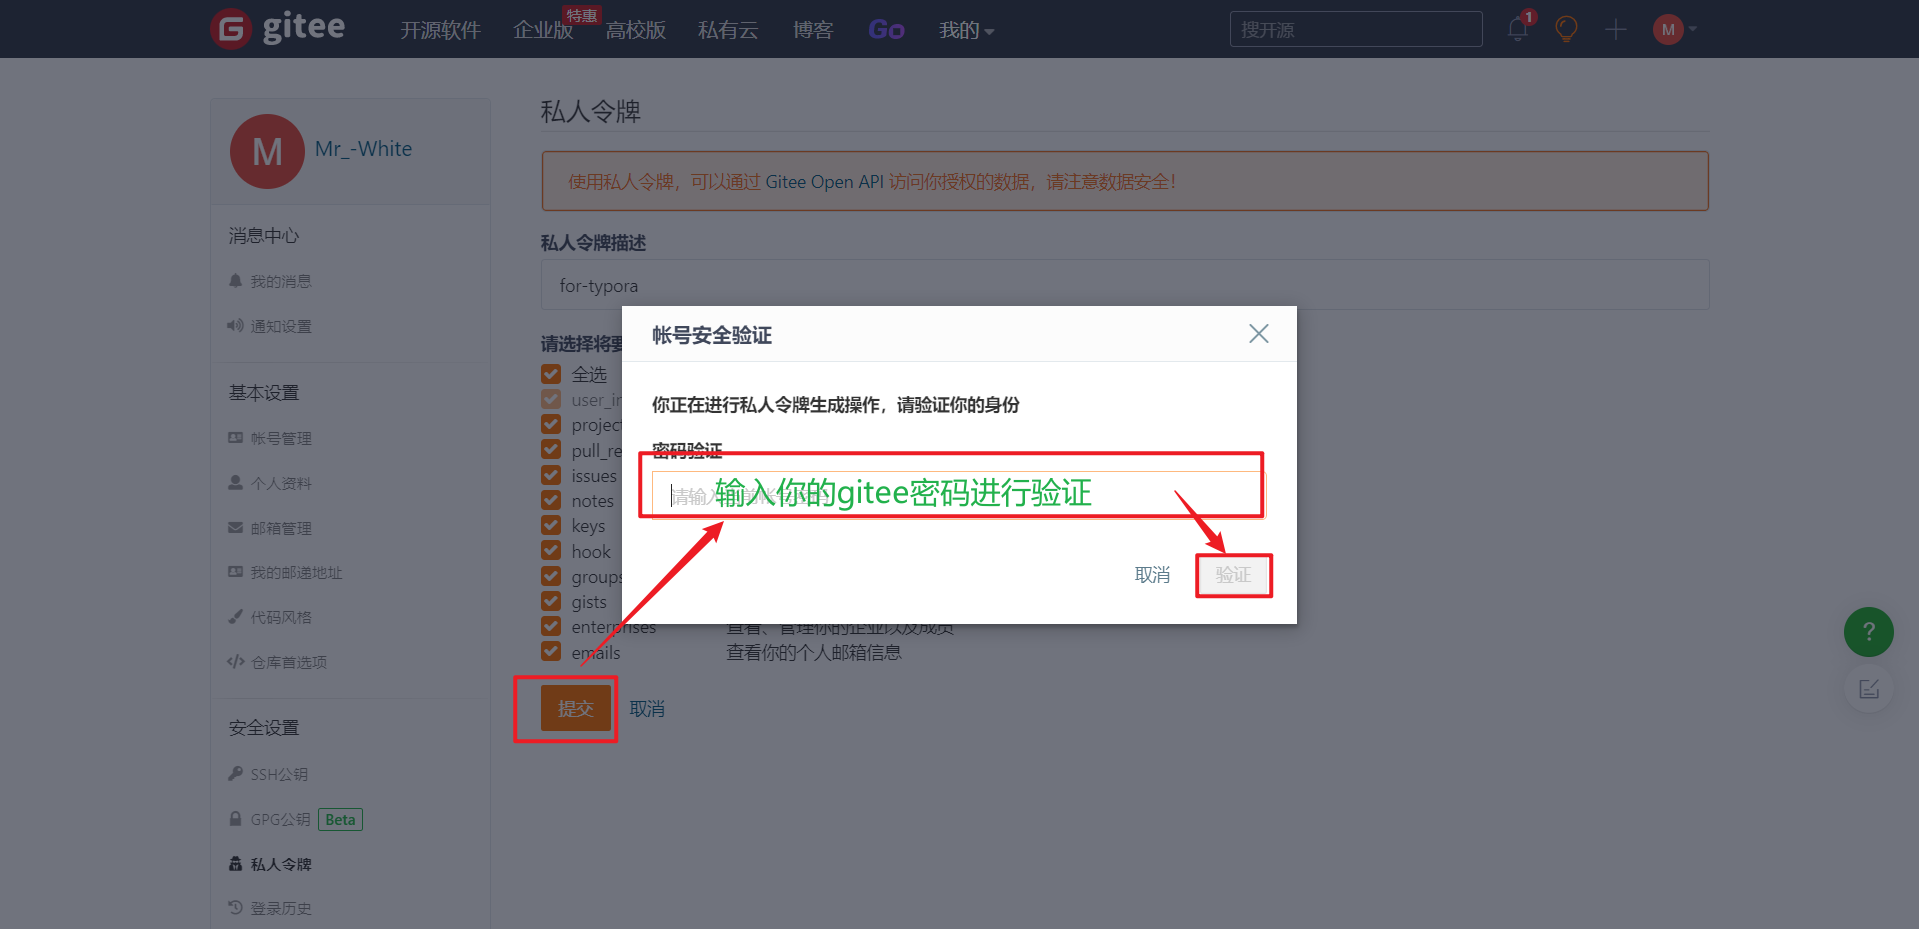 gitee
开源软件
企业版
特惠
高校版
私有云
博客
Go
我的
搜开源
1
M
M
Mr_-White
消息中心
我的消息
通知设置
基本设置
帐号管理
个人资料
邮箱管理
我的邮递地址
代码风格
仓库首选项
安全设置
SSH公钥
GPG公钥 Beta
私人令牌
登录历史
私人令牌
使用私人令牌，可以通过 Gitee Open API 访问你授权的数据，请注意数据安全！
私人令牌描述
for-typora
请选择将要
全选
user_in
project
pull_re
issues
notes
keys
hook
groups
gists
enterprises 查看、管理你的企业以及成员
emails 查看你的个人邮箱信息
提交 取消
帐号安全验证
你正在进行私人令牌生成操作，请验证你的身份
密码验证
请输入
输入你的gitee密码进行验证
取消 验证
?